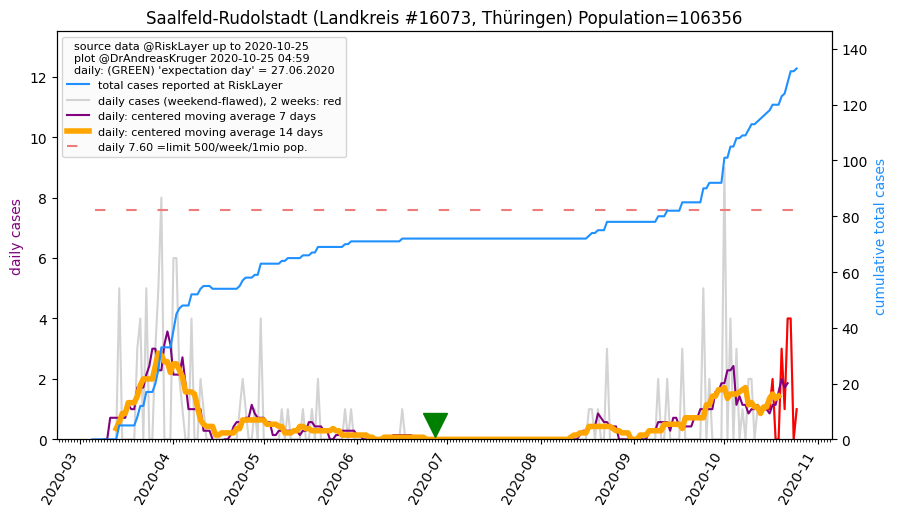 Saalfeld-Rudolstadt (Landkreis #16073, Thüringen) Population=106356
source data @RiskLayer up to 2020-10-25
plot @DrAndreasKruger 2020-10-25 04:59
daily: (GREEN) 'expectation day' = 27.06.2020
total cases reported at RiskLayer
daily cases (weekend-flawed), 2 weeks: red
daily: centered moving average 7 days
daily: centered moving average 14 days
daily 7.60 =limit 500/week/1mio pop.
daily cases
12
10
8
6
4
2
0
140
120
100
80
60
40
20
0
cumulative total cases
2020-03
2020-04
2020-05
2020-06
2020-07
2020-08
2020-09
2020-10
2020-11